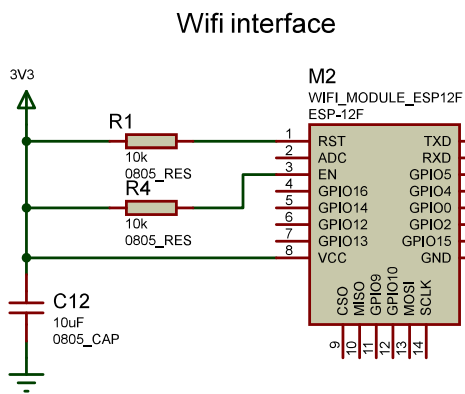 Wifi interface
3V3
M2
WIFI_MODULE_ESP12F
ESP-12F
R1
10k
0805_RES
R4
10k
0805_RES
C12
10uF
0805_CAP
1 RST TXD
2 ADC RXD
3 EN GPIO5
4 GPIO16 GPIO4
5 GPIO14 GPIO0
6 GPIO12 GPIO2
7 GPIO13 GPIO15
8 VCC GND
CSO MISO GPIO9 GPIO10 MOSI SCLK
9 10 11 12 13 14